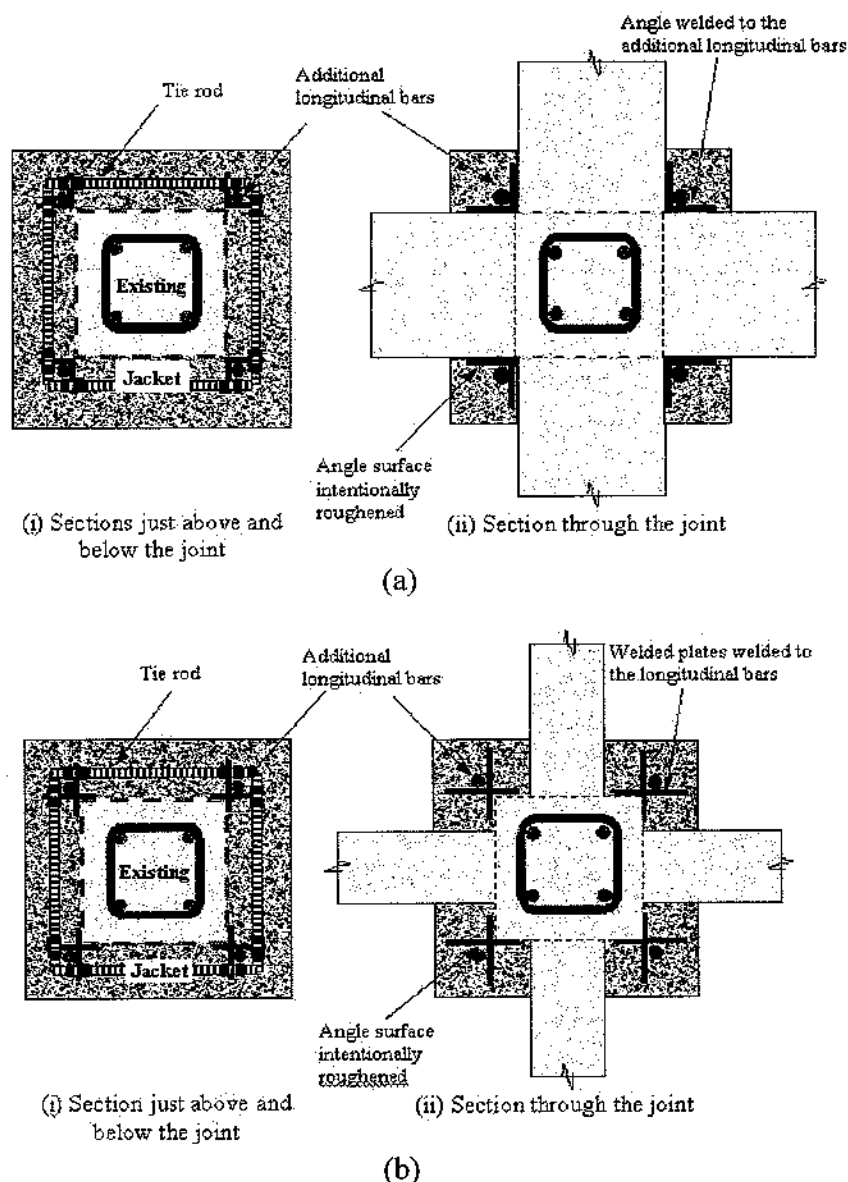 Angle welded to the
additional longitudinal bars
Additional
longitudinal bars
Tie rod
Existing
Jacket
Angle surface
intentionally
roughened
(i) Sections just above and
below the joint
(ii) Section through the joint
(a)
Welded plates welded to
the longitudinal bars
Additional
longitudinal bars
Tie rod
Existing
Jacket
Angle surface
intentionally
roughened
(i) Section just above and
below the joint
(ii) Section through the joint
(b)